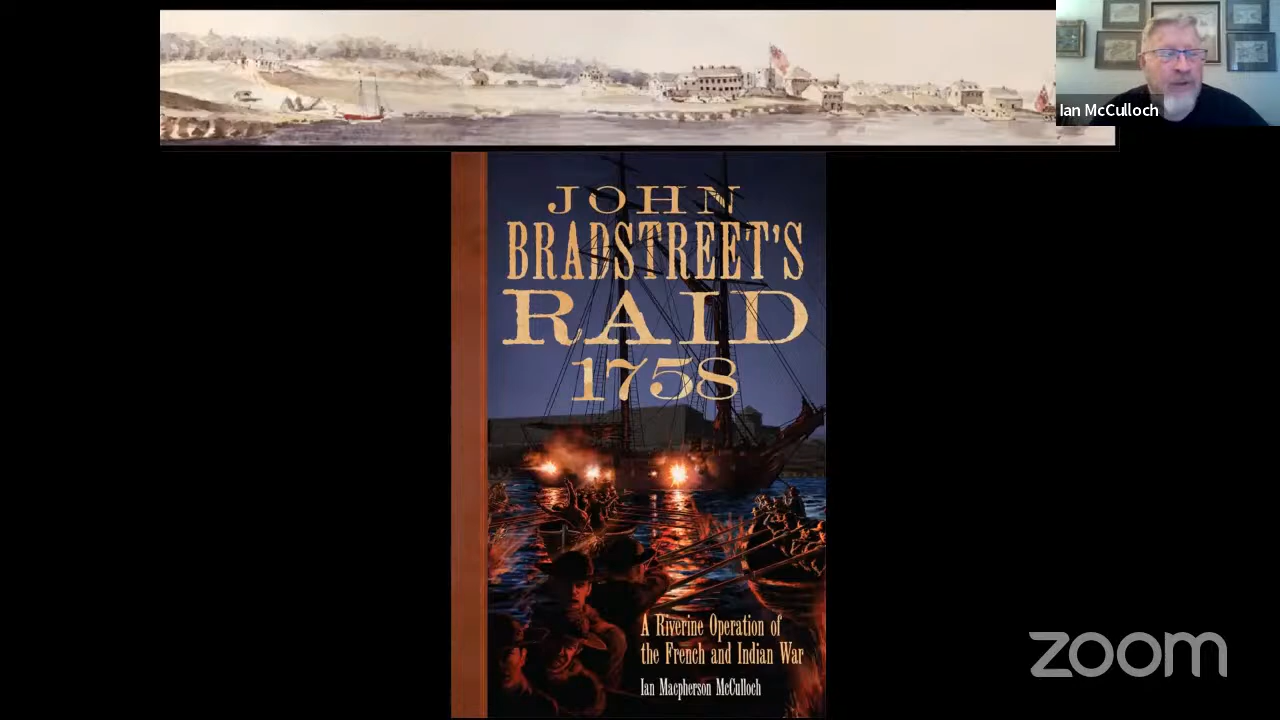 Ian McCulloch
JOHN
BRADSTREET'S
RAID
1758
A Riverine Operation of
the French and Indian War
Ian Macpherson McCulloch
zoom